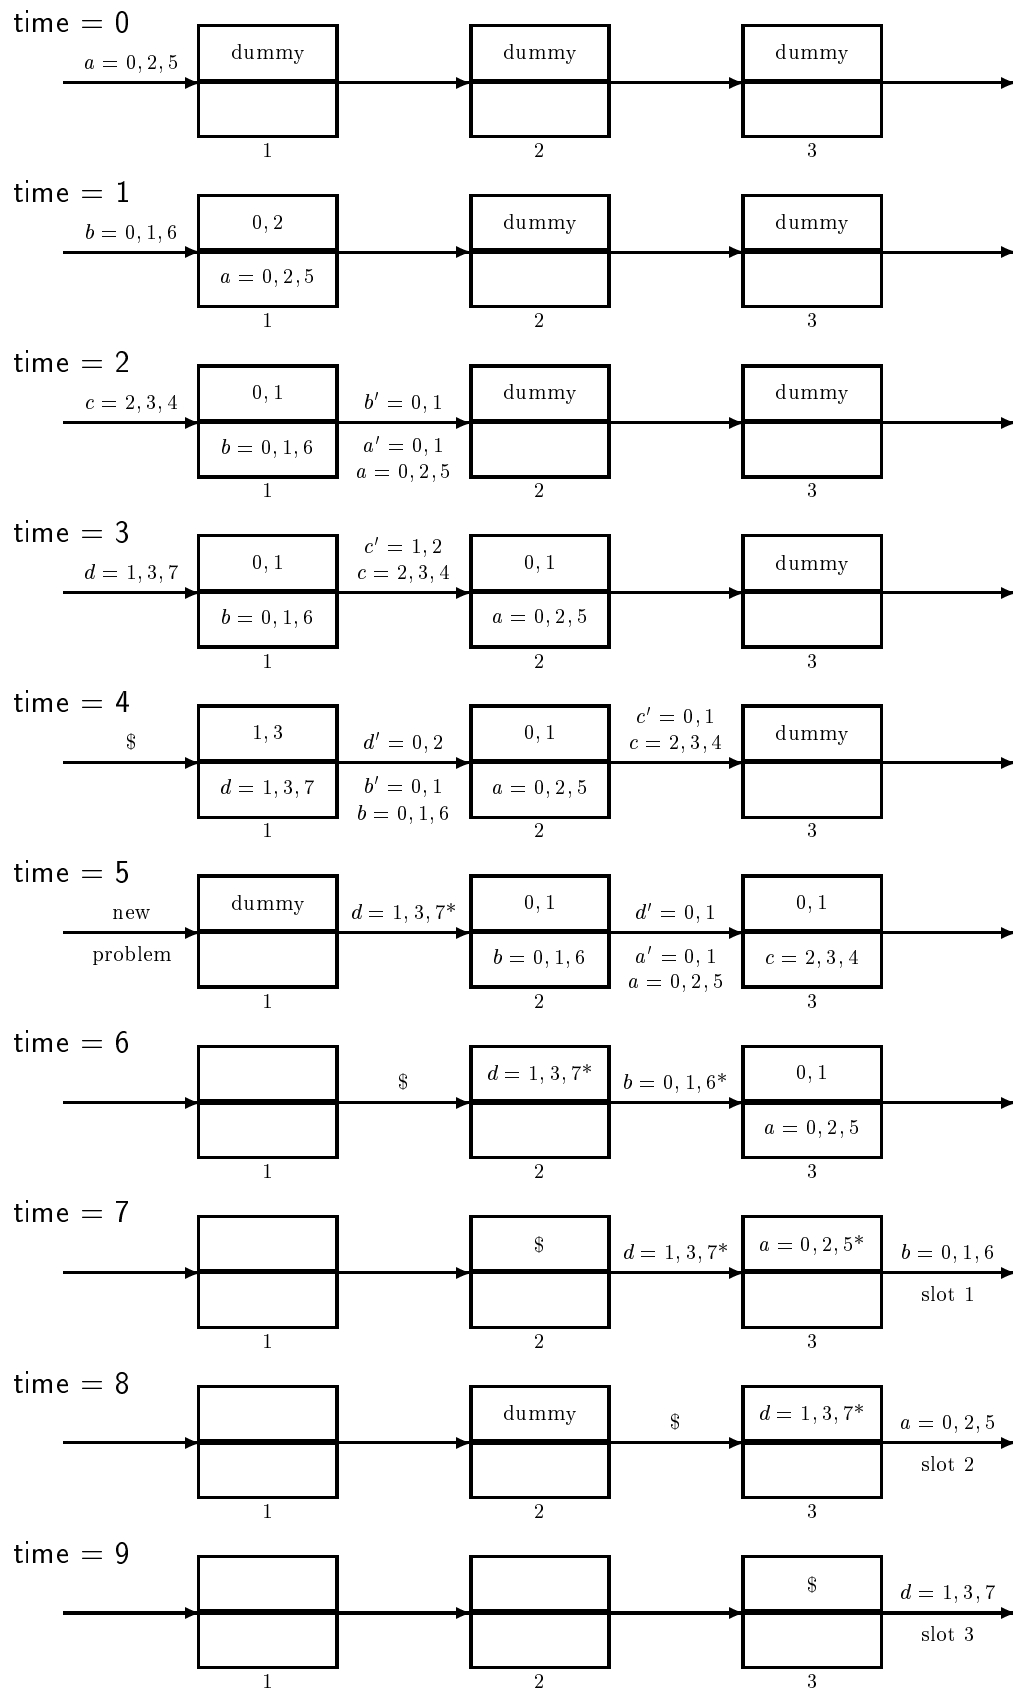 time = 0
a = 0, 2, 5
dummy
dummy
dummy
1
2
3
time = 1
b = 0, 1, 6
0, 2
dummy
dummy
a = 0, 2, 5
1
2
3
time = 2
c = 2, 3, 4
0, 1
b′ = 0, 1
dummy
dummy
b = 0, 1, 6
a′ = 0, 1
a = 0, 2, 5
1
2
3
time = 3
d = 1, 3, 7
0, 1
c′ = 1, 2
c = 2, 3, 4
0, 1
dummy
b = 0, 1, 6
a = 0, 2, 5
1
2
3
time = 4
$
1, 3
d′ = 0, 2
0, 1
c′ = 0, 1
c = 2, 3, 4
dummy
d = 1, 3, 7
b′ = 0, 1
b = 0, 1, 6
a = 0, 2, 5
1
2
3
time = 5
new
problem
dummy
d = 1, 3, 7*
0, 1
d′ = 0, 1
0, 1
b = 0, 1, 6
a′ = 0, 1
a = 0, 2, 5
c = 2, 3, 4
1
2
3
time = 6
$
d = 1, 3, 7*
b = 0, 1, 6*
0, 1
a = 0, 2, 5
1
2
3
time = 7
$
d = 1, 3, 7*
a = 0, 2, 5*
b = 0, 1, 6
slot 1
1
2
3
time = 8
dummy
$
d = 1, 3, 7*
a = 0, 2, 5
slot 2
1
2
3
time = 9
$
d = 1, 3, 7
slot 3
1
2
3